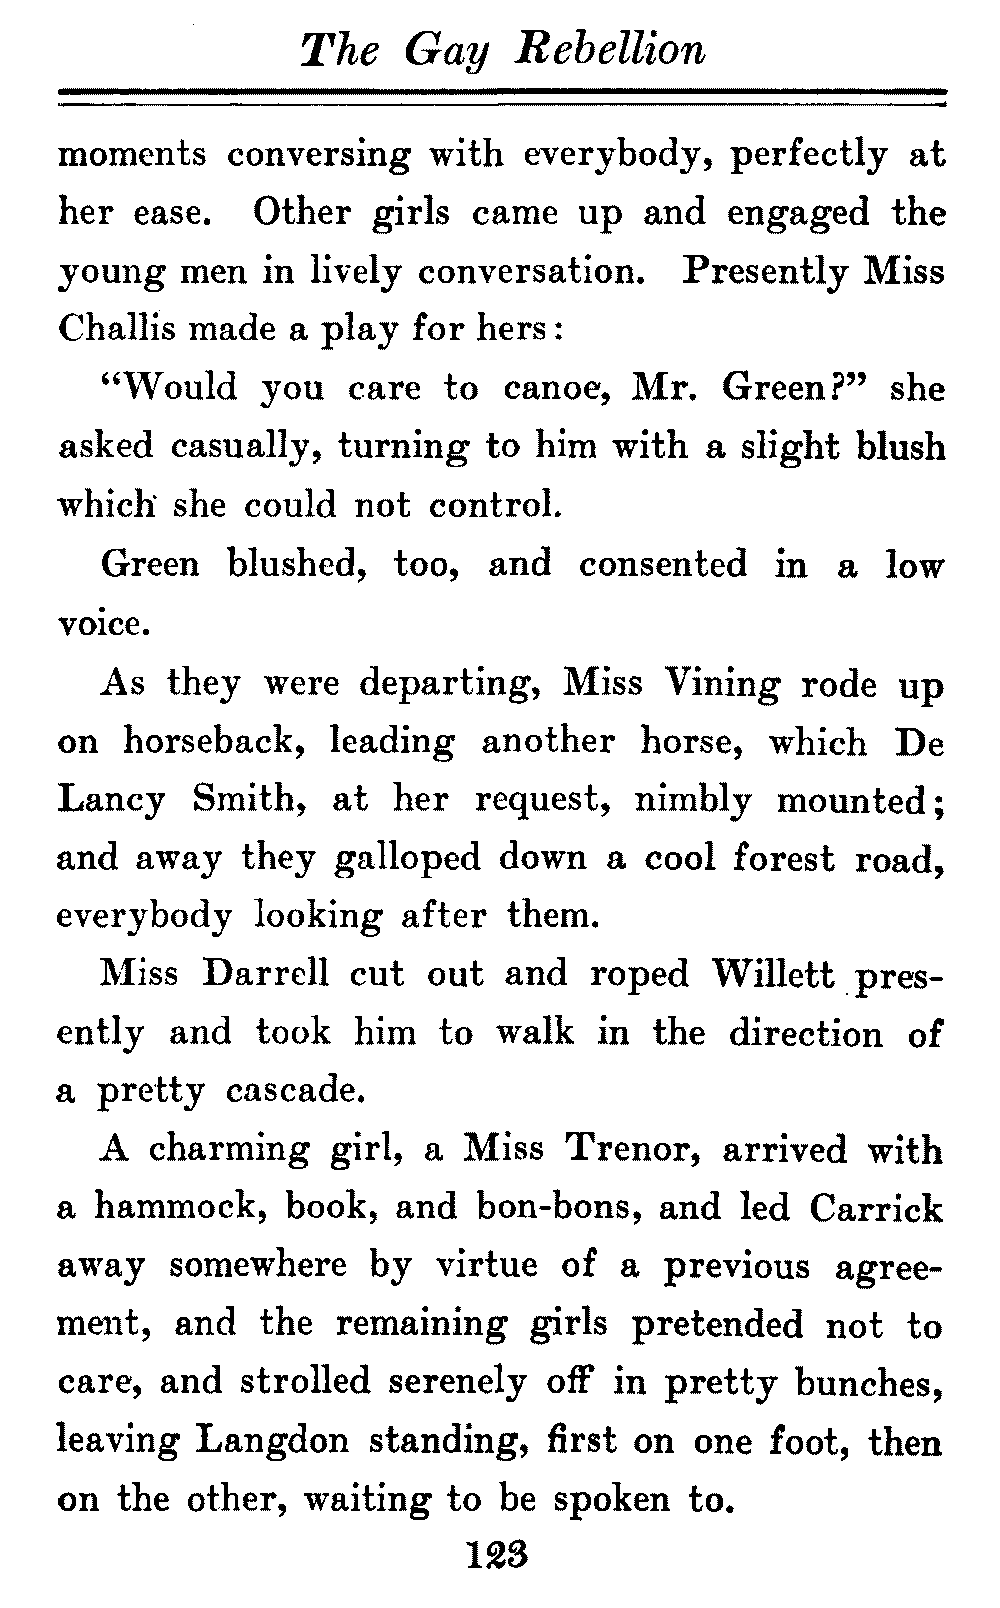 The Gay Rebellion
moments conversing with everybody, perfectly at
her ease. Other girls came up and engaged the
young men in lively conversation. Presently Miss
Challis made a play for hers:
"Would you care to canoe, Mr. Green?" she
asked casually, turning to him with a slight blush
which she could not control.
Green blushed, too, and consented in a low
voice.
As they were departing, Miss Vining rode up
on horseback, leading another horse, which De
Lancy Smith, at her request, nimbly mounted;
and away they galloped down a cool forest road,
everybody looking after them.
Miss Darrell cut out and roped Willett pres-
ently and took him to walk in the direction of
a pretty cascade.
A charming girl, a Miss Trenor, arrived with
a hammock, book, and bon-bons, and led Carrick
away somewhere by virtue of a previous agree-
ment, and the remaining girls pretended not to
care, and strolled serenely off in pretty bunches,
leaving Langdon standing, first on one foot, then
on the other, waiting to be spoken to.
123